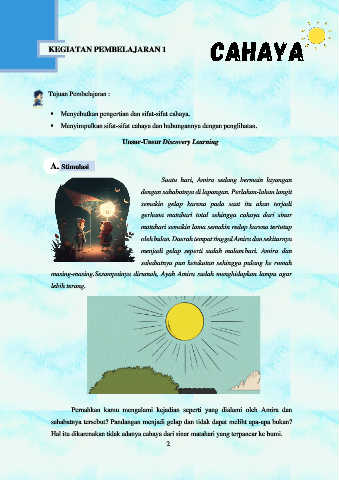 KEGIATAN PEMBELAJARAN 1
CAHAYA
Tujuan Pembelajaran :
• Menyebutkan pengertian dan sifat-sifat cahaya.
• Menyimpulkan sifat-sifat cahaya dan hubungannya dengan penglihatan.
Unsur-Unsur Discovery Learning
A. Stimulasi
Suatu hari, Amira sedang bermain layangan
dengan sahabatnya di lapangan. Perlahan-lahan langit
semakin gelap karena pada saat itu akan terjadi
gerhana matahari total sehingga cahaya dari sinar
matahari semakin lama semakin redup karena tertutup
oleh bulan. Daerah tempat tinggal Amira dan sekitarnya
menjadi gelap seperti sudah malam hari. Amira dan
sahabatnya pun ketakutan sehingga pulang ke rumah
masing-masing. Sesampainya dirumah, Ayah Amira sudah menghidupkan lampu agar
lebih terang.
Pernahkan kamu mengalami kejadian seperti yang dialami oleh Amira dan
sahabatnya tersebut? Pandangan menjadi gelap dan tidak dapat melihat apa-apa bukan?
Hal itu dikarenakan tidak adanya cahaya dari sinar matahari yang terpancar ke bumi.
2